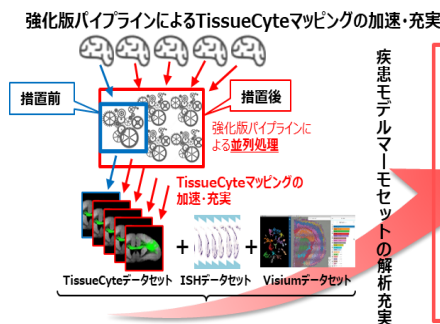 強化版パイプラインによるTissueCyteマッピングの加速・充実
措置前
措置後
強化版パイプラインに
よる並列処理
TissueCyteマッピングの
加速・充実
TissueCyteデータセット
+
ISHデータセット
+
Visiumデータセット
疾患モデルマーモセットの解析充実